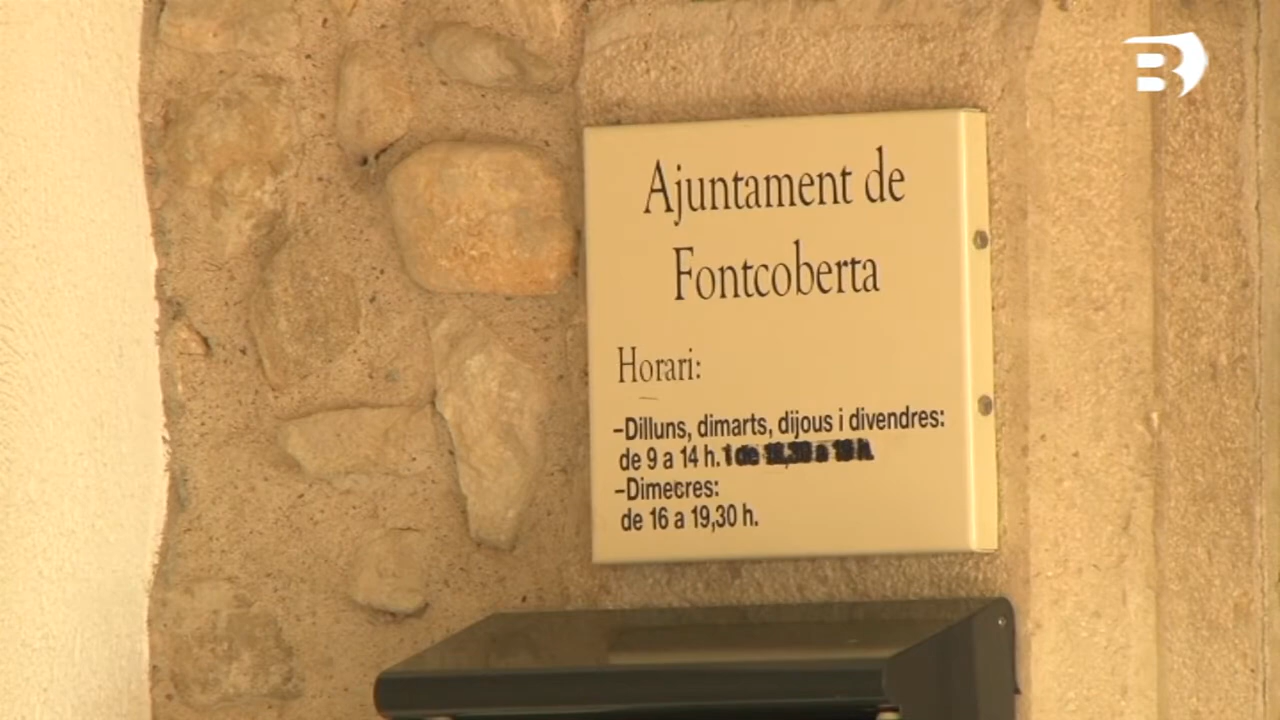 Ajuntament de
Fontcoberta
Horari:
-Dilluns, dimarts, dijous i divendres:
de 9 a 14 h.
-Dimecres:
de 16 a 19,30 h.